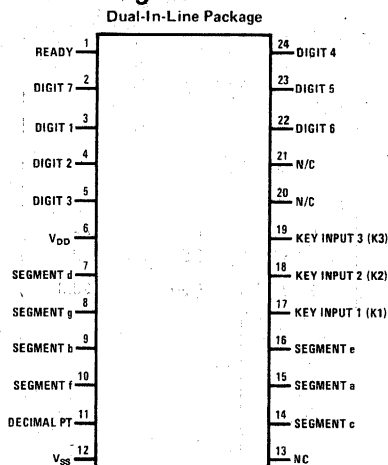 Dual-In-Line Package
READY 1
DIGIT 7 2
DIGIT 1 3
DIGIT 2 4
DIGIT 3 5
VDD 6
SEGMENT d 7
SEGMENT g 8
SEGMENT b 9
SEGMENT f 10
DECIMAL PT 11
VSS 12
24 DIGIT 4
23 DIGIT 5
22 DIGIT 6
21 N/C
20 N/C
19 KEY INPUT 3 (K3)
18 KEY INPUT 2 (K2)
17 KEY INPUT 1 (K1)
16 SEGMENT e
15 SEGMENT a
14 SEGMENT c
13 NC